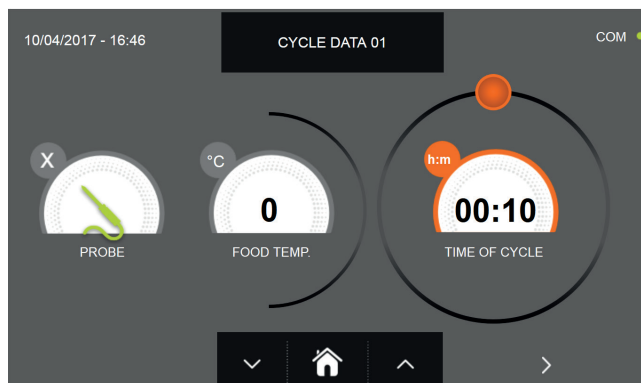 10/04/2017 - 16:46
CYCLE DATA 01
COM
X
°C
h:m
0
00:10
PROBE
FOOD TEMP.
TIME OF CYCLE